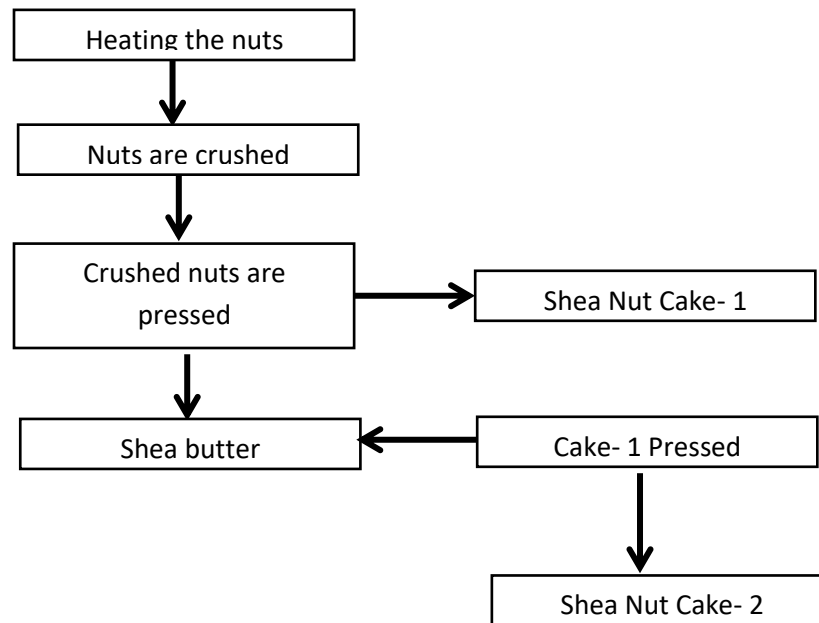 Heating the nuts
Nuts are crushed
Crushed nuts are
pressed
Shea Nut Cake- 1
Shea butter
Cake- 1 Pressed
Shea Nut Cake- 2